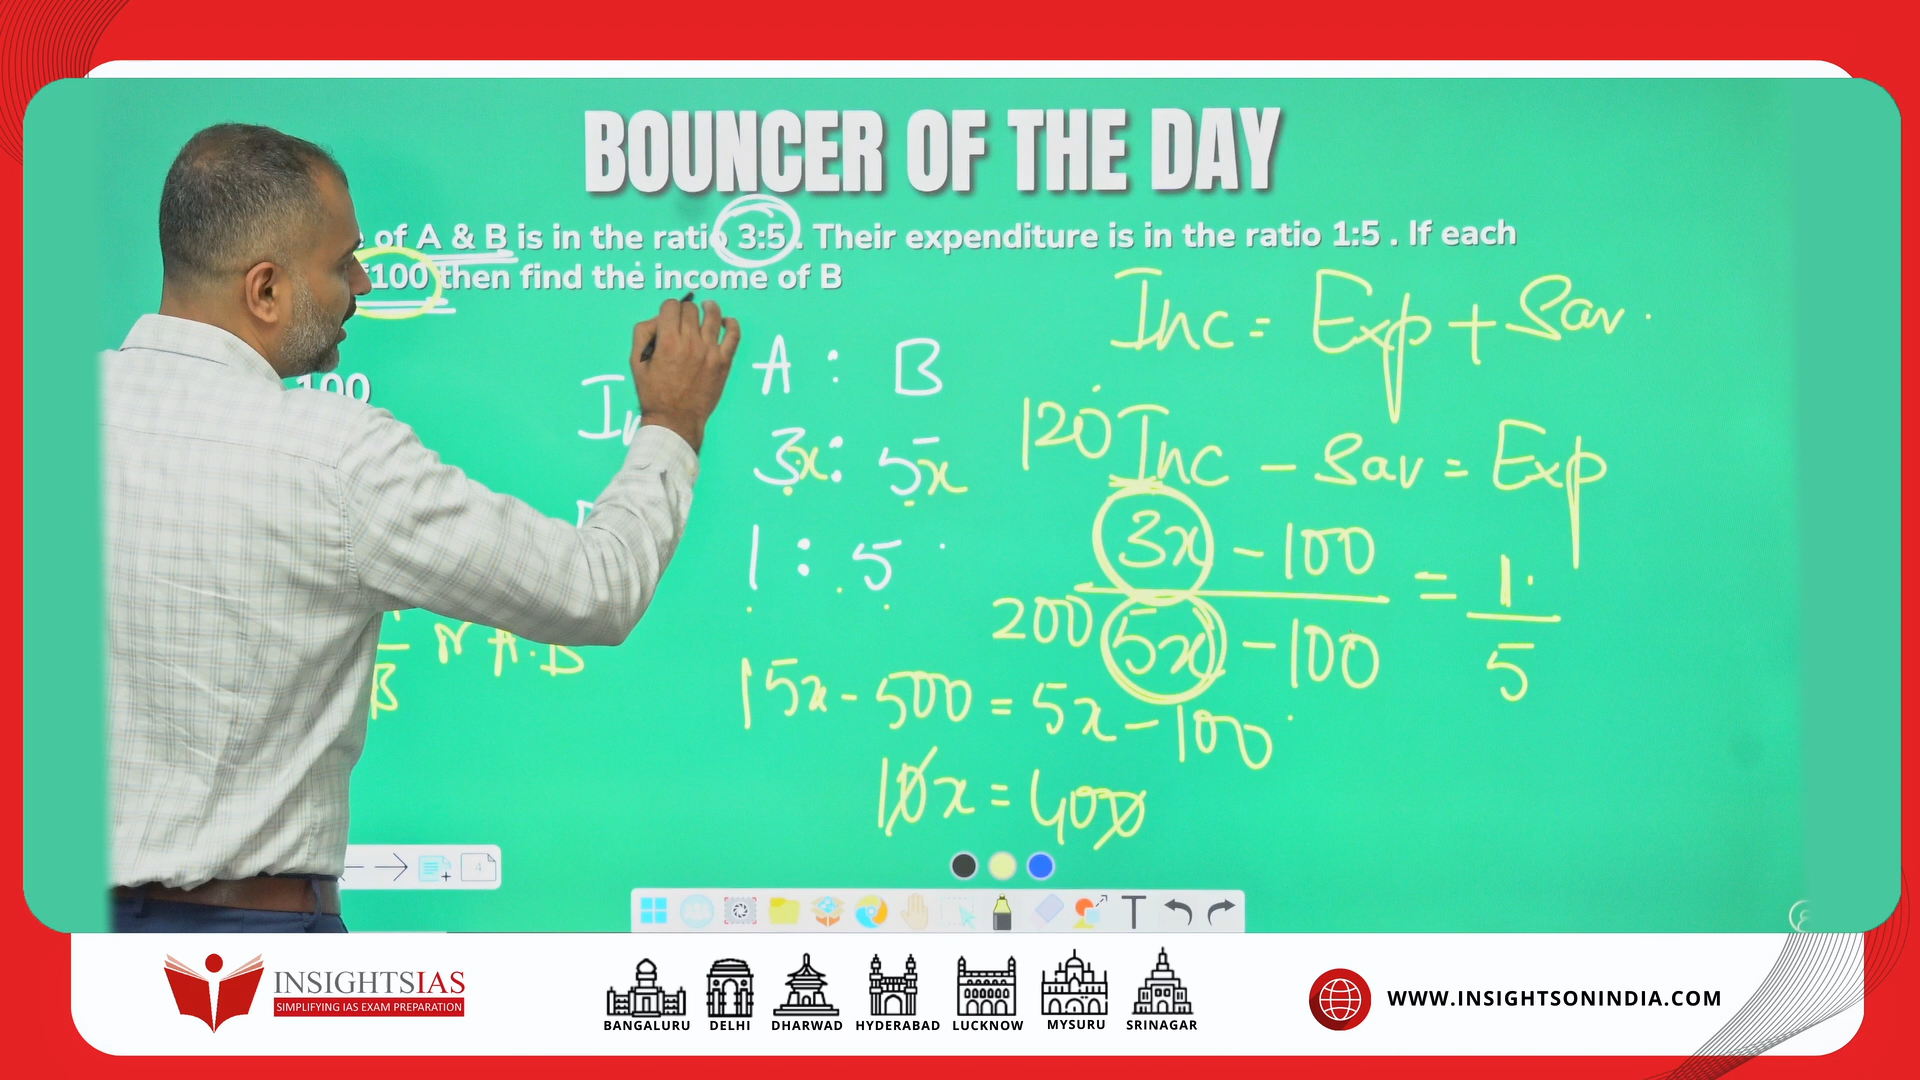 BOUNCER OF THE DAY
of A & B is in the ratio 3:5. Their expenditure is in the ratio 1:5 . If each
₹100 then find the income of B
Inc = Exp + Sav.
A : B
100
In
120 Inc - Sav = Exp
3x : 5x
3x - 100 = 1
1 : 5
200 5x - 100 5
B A:B
15x - 500 = 5x - 100
10x = 400
4
T
INSIGHTSIAS
SIMPLIFYING IAS EXAM PREPARATION
BANGALURU DELHI DHARWAD HYDERABAD LUCKNOW MYSURU SRINAGAR
WWW.INSIGHTSONINDIA.COM